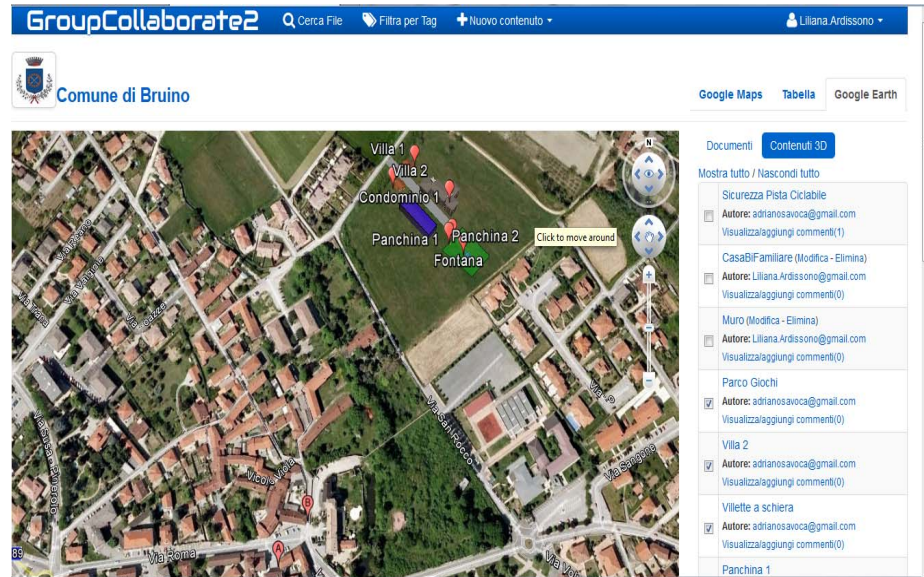 GroupCollaborate2 Cerca File Filtra per Tag Nuovo contenuto Liliana.Ardissono
Comune di Bruino
Google Maps Tabella Google Earth
Documenti Contenuti 3D
Mostra tutto / Nascondi tutto
Sicurezza Pista Ciclabile
Autore: adrianosavoca@gmail.com
Visualizza/aggiungi commenti(1)
CasaBiFamiliare (Modifica - Elimina)
Autore: Liliana.Ardissono@gmail.com
Visualizza/aggiungi commenti(0)
Muro (Modifica - Elimina)
Autore: Liliana.Ardissono@gmail.com
Visualizza/aggiungi commenti(0)
Parco Giochi
Autore: adrianosavoca@gmail.com
Visualizza/aggiungi commenti(0)
Villa 2
Autore: adrianosavoca@gmail.com
Visualizza/aggiungi commenti(0)
Villette a schiera
Autore: adrianosavoca@gmail.com
Visualizza/aggiungi commenti(0)
Panchina 1
N
Villa 1
Villa 2
Condominio 1
Panchina 1
Panchina 2
Click to move around
Fontana
Via San Rocco
Via Sangone
Vicolo Viola
B
A
Via Roma
89